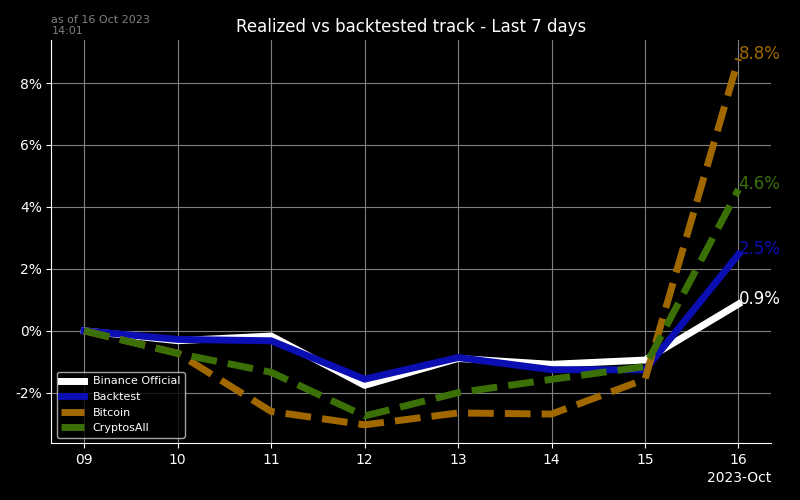 as of 16 Oct 2023
14:01
Realized vs backtested track - Last 7 days
8%
6%
4%
2%
0%
-2%
8.8%
4.6%
2.5%
0.9%
Binance Official
Backtest
Bitcoin
CryptosAll
09 10 11 12 13 14 15 16
2023-Oct